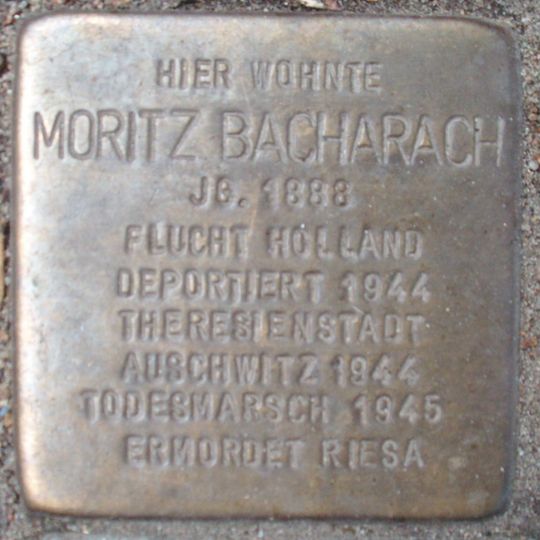 HIER WOHNTE
MORITZ BACHARACH
JG. 1888
FLUCHT HOLLAND
DEPORTIERT 1944
THERESIENSTADT
AUSCHWITZ 1944
TODESMARSCH 1945
ERMORDET RIESA